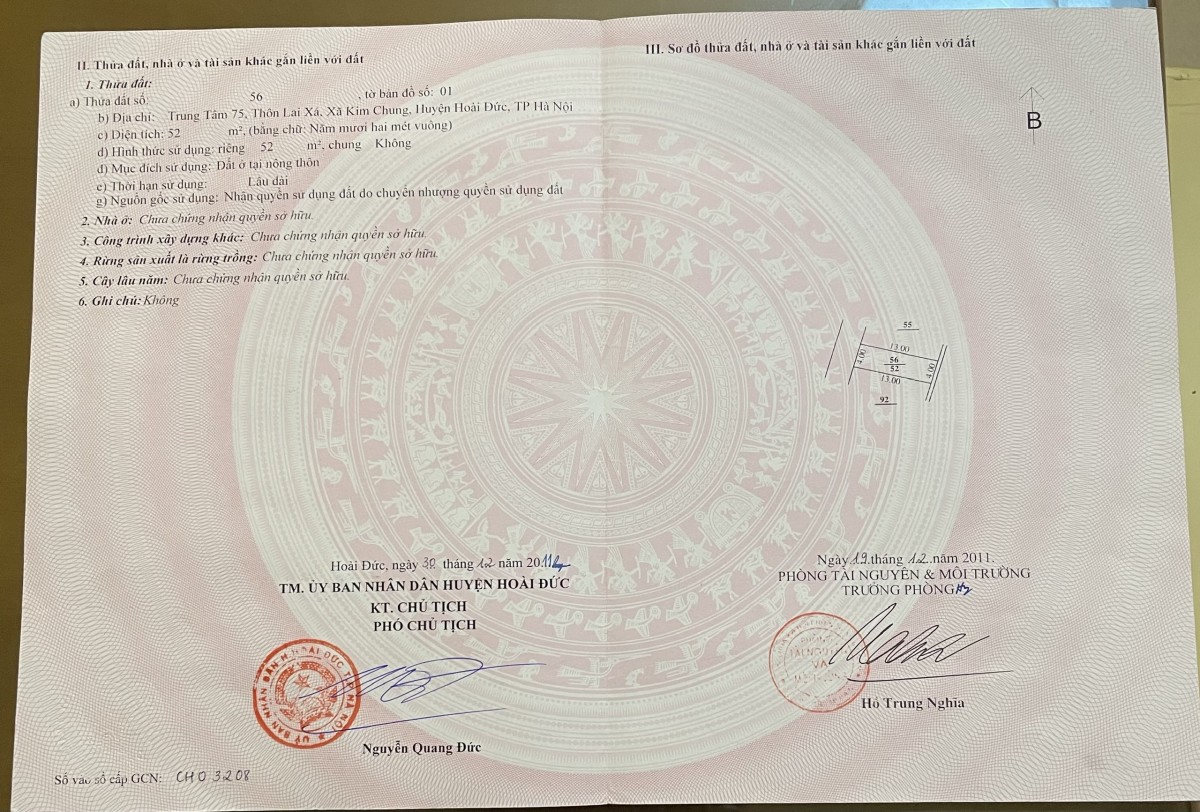 II. Thửa đất, nhà ở và tài sản khác gắn liền với đất
1. Thửa đất:
a) Thửa đất số: 56, tờ bản đồ số: 01
b) Địa chỉ: Trung Tâm 75, Thôn Lai Xá, Xã Kim Chung, Huyện Hoài Đức, TP Hà Nội
c) Diện tích: 52 m², (bằng chữ: Năm mươi hai mét vuông)
d) Hình thức sử dụng: riêng 52 m², chung Không
đ) Mục đích sử dụng: Đất ở tại nông thôn
e) Thời hạn sử dụng: Lâu dài
g) Nguồn gốc sử dụng: Nhận quyền sử dụng đất do chuyển nhượng quyền sử dụng đất
2. Nhà ở: Chưa chứng nhận quyền sở hữu.
3. Công trình xây dựng khác: Chưa chứng nhận quyền sở hữu.
4. Rừng sản xuất là rừng trồng: Chưa chứng nhận quyền sở hữu.
5. Cây lâu năm: Chưa chứng nhận quyền sở hữu.
6. Ghi chú: Không
Hoài Đức, ngày 30 tháng 12 năm 2011
TM. ỦY BAN NHÂN DÂN HUYỆN HOÀI ĐỨC
KT. CHỦ TỊCH
PHÓ CHỦ TỊCH
Nguyễn Quang Đức
Số vào sổ cấp GCN: CH03208
III. Sơ đồ thửa đất, nhà ở và tài sản khác gắn liền với đất
B
55
13.00
4.00
56
52
4.00
13.00
92
Ngày 19 tháng 12 năm 2011.
PHÒNG TÀI NGUYÊN & MÔI TRƯỜNG
TRƯỞNG PHÒNG
Hồ Trung Nghĩa